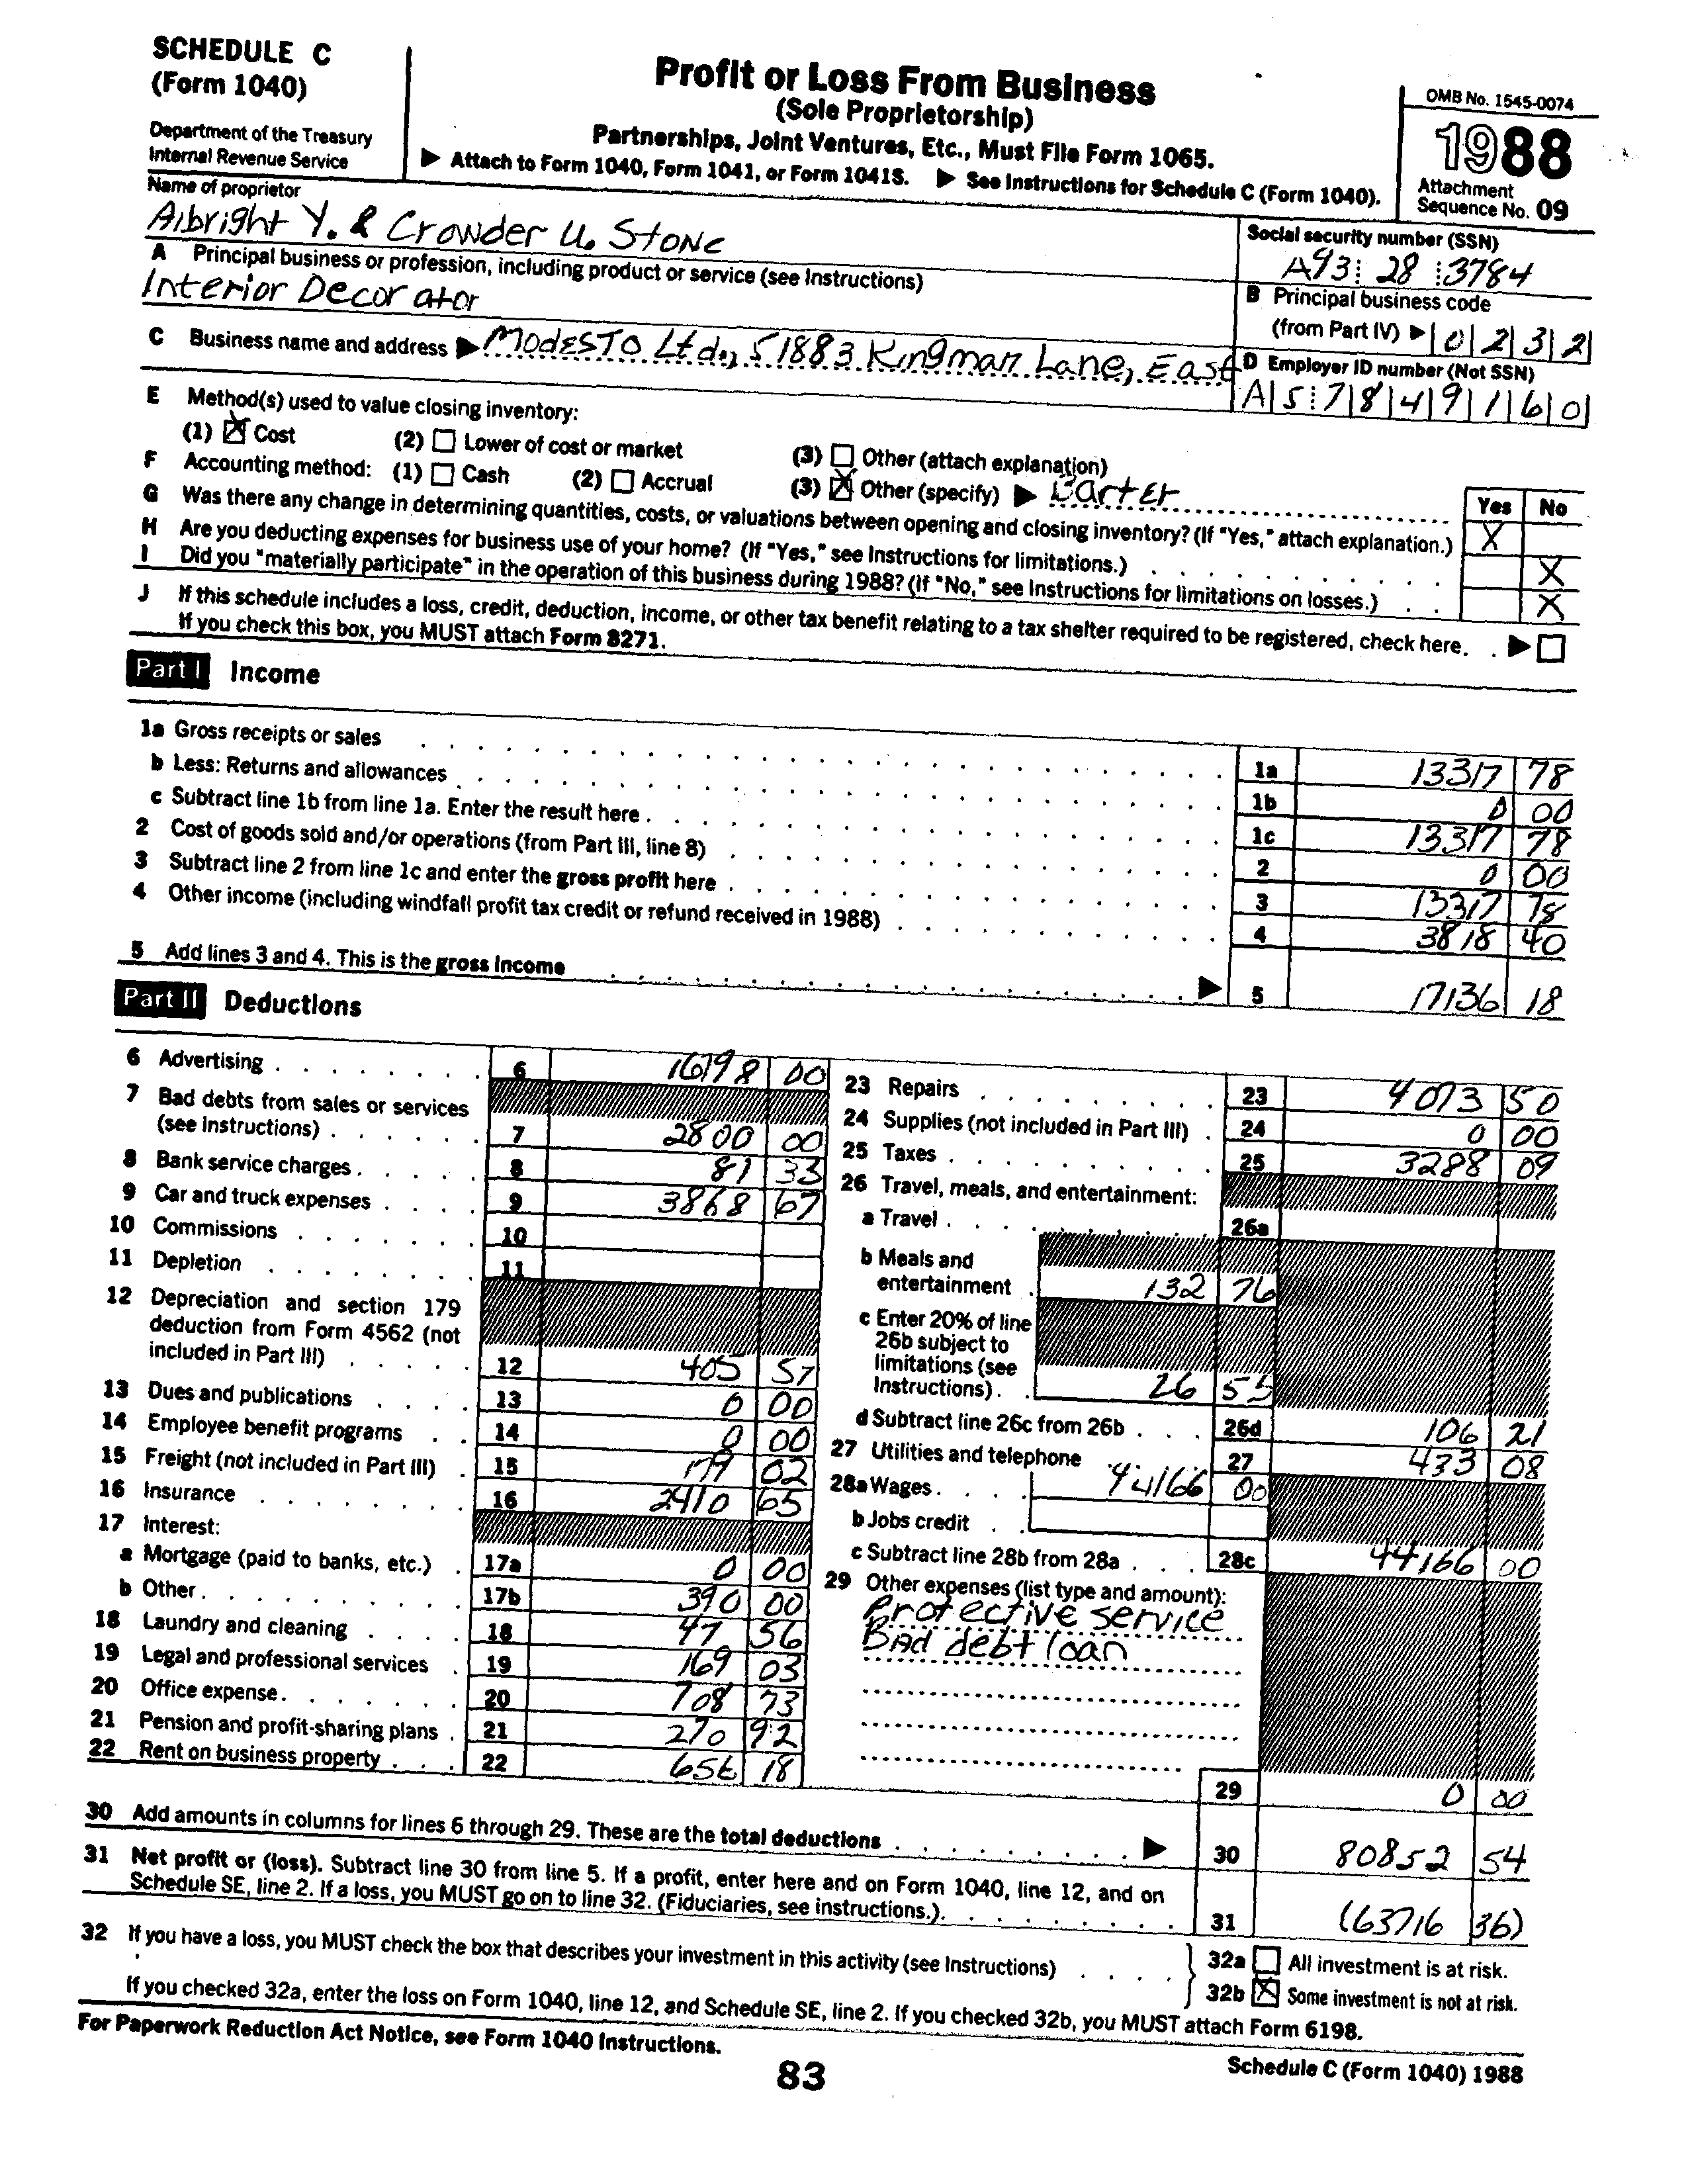 SCHEDULE C
(Form 1040)
Department of the Treasury
Internal Revenue Service
Profit or Loss From Business
(Sole Proprietorship)
Partnerships, Joint Ventures, Etc., Must File Form 1065.
▶ Attach to Form 1040, Form 1041, or Form 1041S. ▶ See Instructions for Schedule C (Form 1040).
OMB No. 1545-0074
1988
Attachment
Sequence No. 09
Name of proprietor
Albright Y. & Crowder U. Stone
Social security number (SSN)
A93 28 3784
A Principal business or profession, including product or service (see Instructions)
Interior Decorator
B Principal business code
(from Part IV) ▶ 0 2 3 2
C Business name and address ▶ Modesto Ltd., 51883 Kingman Lane, East
D Employer ID number (Not SSN)
A 5 7 8 4 9 1 6 0
E Method(s) used to value closing inventory:
(1) ☒ Cost (2) ☐ Lower of cost or market (3) ☐ Other (attach explanation)
F Accounting method: (1) ☐ Cash (2) ☐ Accrual (3) ☒ Other (specify) ▶ Barter
Yes No
G Was there any change in determining quantities, costs, or valuations between opening and closing inventory? (If "Yes," attach explanation.) X
H Are you deducting expenses for business use of your home? (If "Yes," see Instructions for limitations.) X
I Did you "materially participate" in the operation of this business during 1988? (If "No," see Instructions for limitations on losses.) X
J If this schedule includes a loss, credit, deduction, income, or other tax benefit relating to a tax shelter required to be registered, check here. ▶ ☐
If you check this box, you MUST attach Form 8271.
Part I Income
1a Gross receipts or sales 1a 13317 78
b Less: Returns and allowances 1b 0 00
c Subtract line 1b from line 1a. Enter the result here 1c 13317 78
2 Cost of goods sold and/or operations (from Part III, line 8) 2 0 00
3 Subtract line 2 from line 1c and enter the gross profit here 3 13317 78
4 Other income (including windfall profit tax credit or refund received in 1988) 4 3818 40
5 Add lines 3 and 4. This is the gross income ▶ 5 17136 18
Part II Deductions
6 Advertising 6 16798 00
7 Bad debts from sales or services
(see Instructions) 7 2800 00
8 Bank service charges 8 81 33
9 Car and truck expenses 9 3868 67
10 Commissions 10
11 Depletion 11
12 Depreciation and section 179
deduction from Form 4562 (not
included in Part III) 12 405 57
13 Dues and publications 13 0 00
14 Employee benefit programs 14 0 00
15 Freight (not included in Part III) 15 179 02
16 Insurance 16 2410 65
17 Interest:
a Mortgage (paid to banks, etc.) 17a 0 00
b Other 17b 390 00
18 Laundry and cleaning 18 47 56
19 Legal and professional services 19 169 03
20 Office expense 20 708 73
21 Pension and profit-sharing plans 21 270 92
22 Rent on business property 22 656 18
23 Repairs 23 4073 50
24 Supplies (not included in Part III) 24 0 00
25 Taxes 25 3288 09
26 Travel, meals, and entertainment:
a Travel 26a
b Meals and
entertainment 132 76
c Enter 20% of line
26b subject to
limitations (see
Instructions) 26 55
d Subtract line 26c from 26b 26d 106 21
27 Utilities and telephone 27 433 08
28a Wages 44166 00
b Jobs credit
c Subtract line 28b from 28a 28c 44166 00
29 Other expenses (list type and amount):
Protective service
Bad debt loan
29 0 00
30 Add amounts in columns for lines 6 through 29. These are the total deductions ▶ 30 80852 54
31 Net profit or (loss). Subtract line 30 from line 5. If a profit, enter here and on Form 1040, line 12, and on
Schedule SE, line 2. If a loss, you MUST go on to line 32. (Fiduciaries, see instructions.) 31 (63716 36)
32 If you have a loss, you MUST check the box that describes your investment in this activity (see Instructions)
32a ☐ All investment is at risk.
32b ☒ Some investment is not at risk.
If you checked 32a, enter the loss on Form 1040, line 12, and Schedule SE, line 2. If you checked 32b, you MUST attach Form 6198.
For Paperwork Reduction Act Notice, see Form 1040 Instructions.
83
Schedule C (Form 1040) 1988